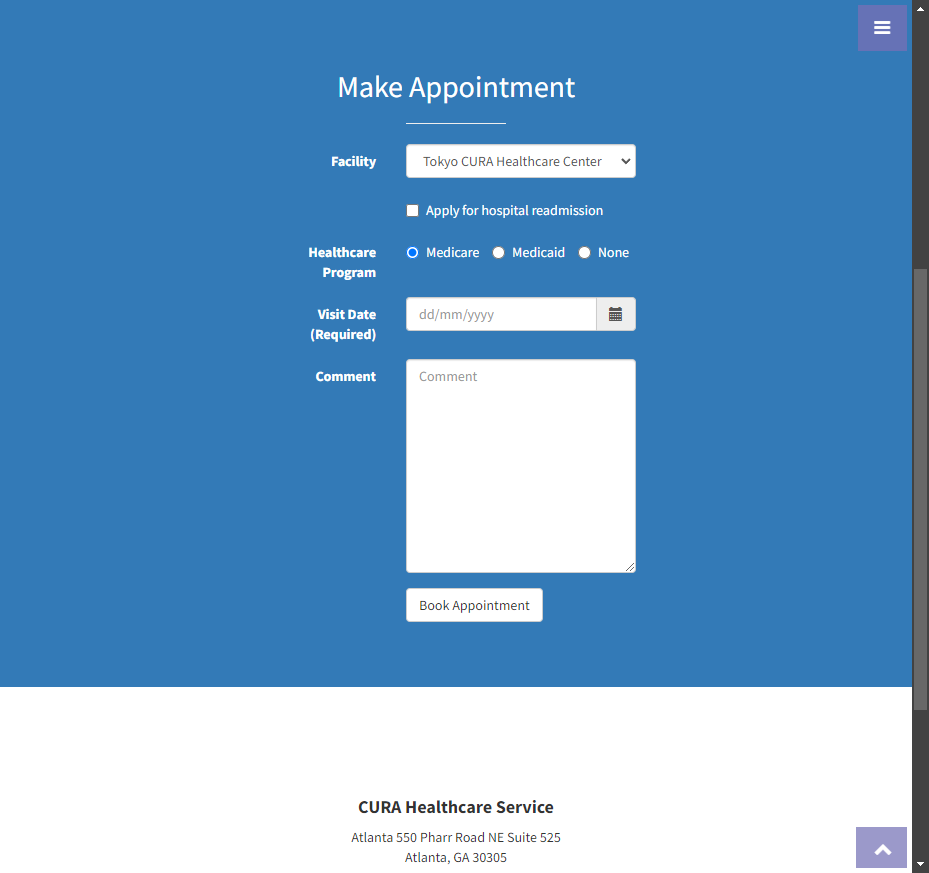 Make Appointment
Facility
Tokyo CURA Healthcare Center
Apply for hospital readmission
Healthcare
Program
Medicare
Medicaid
None
Visit Date
(Required)
dd/mm/yyyy
Comment
Comment
Book Appointment
CURA Healthcare Service
Atlanta 550 Pharr Road NE Suite 525
Atlanta, GA 30305